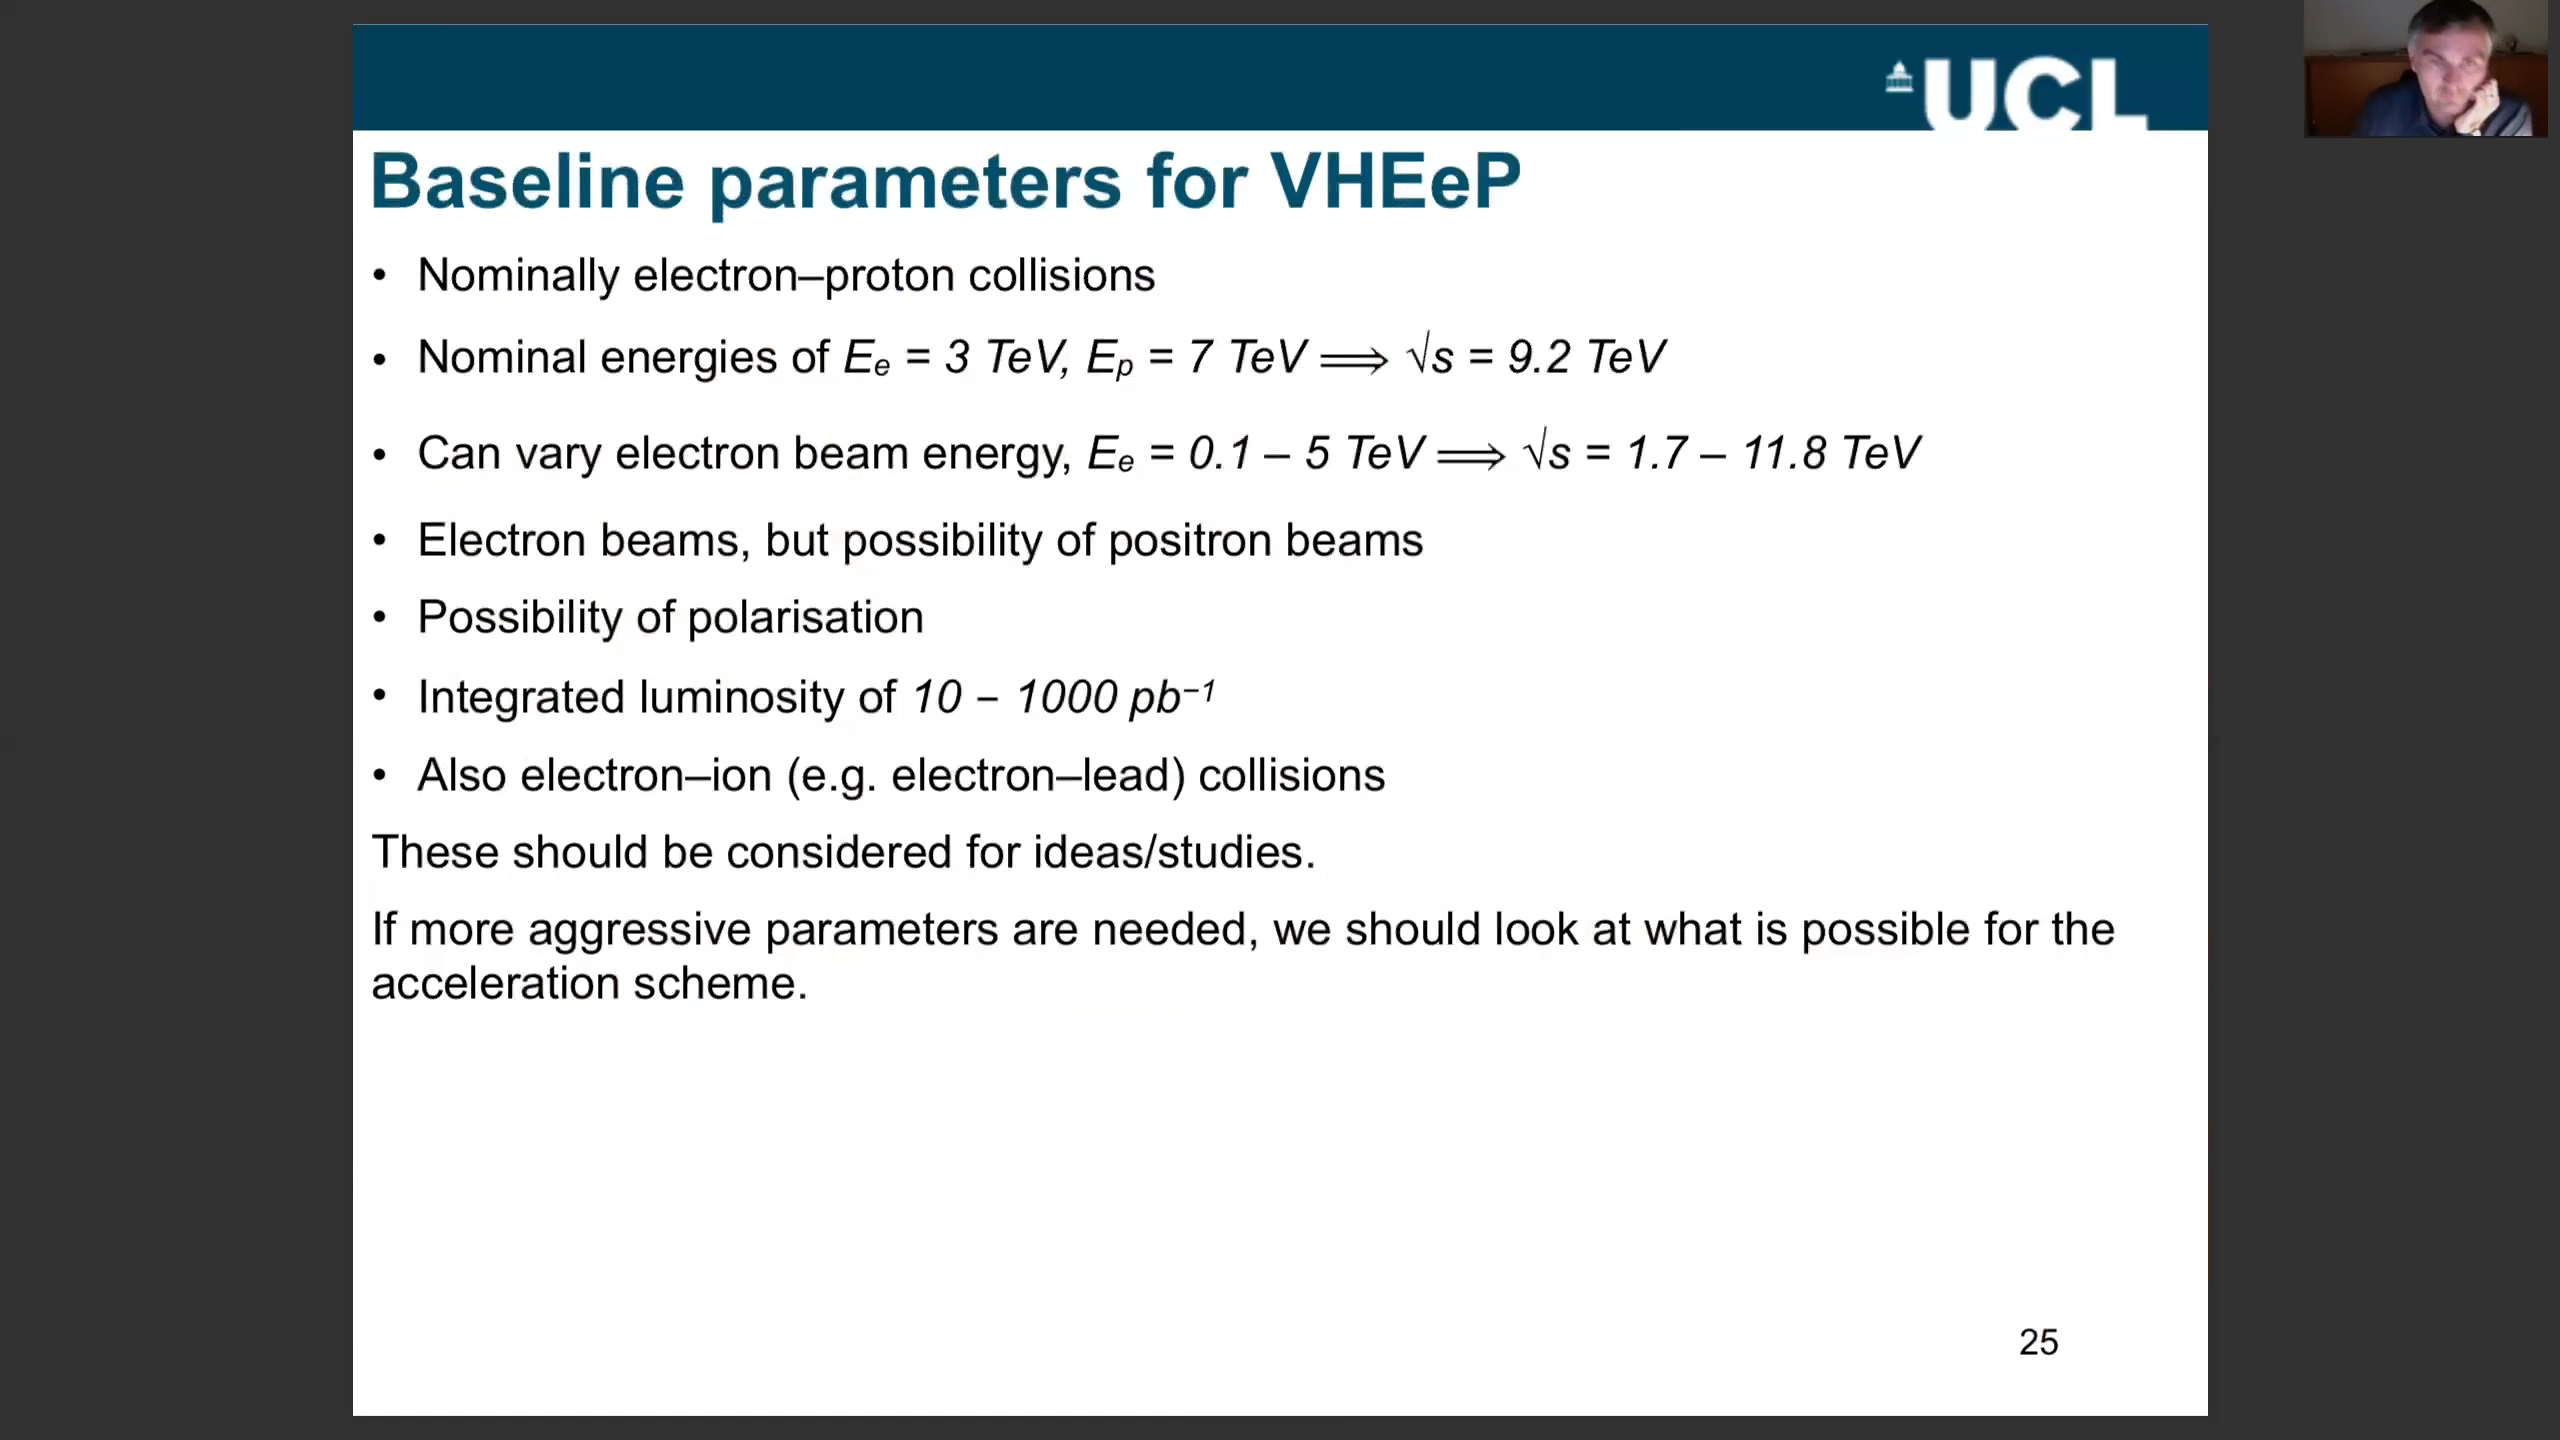 UCL
Baseline parameters for VHEeP
• Nominally electron–proton collisions
• Nominal energies of Ee = 3 TeV, Ep = 7 TeV ⟹ √s = 9.2 TeV
• Can vary electron beam energy, Ee = 0.1 – 5 TeV ⟹ √s = 1.7 – 11.8 TeV
• Electron beams, but possibility of positron beams
• Possibility of polarisation
• Integrated luminosity of 10 – 1000 pb⁻¹
• Also electron–ion (e.g. electron–lead) collisions
These should be considered for ideas/studies.
If more aggressive parameters are needed, we should look at what is possible for the
acceleration scheme.
25